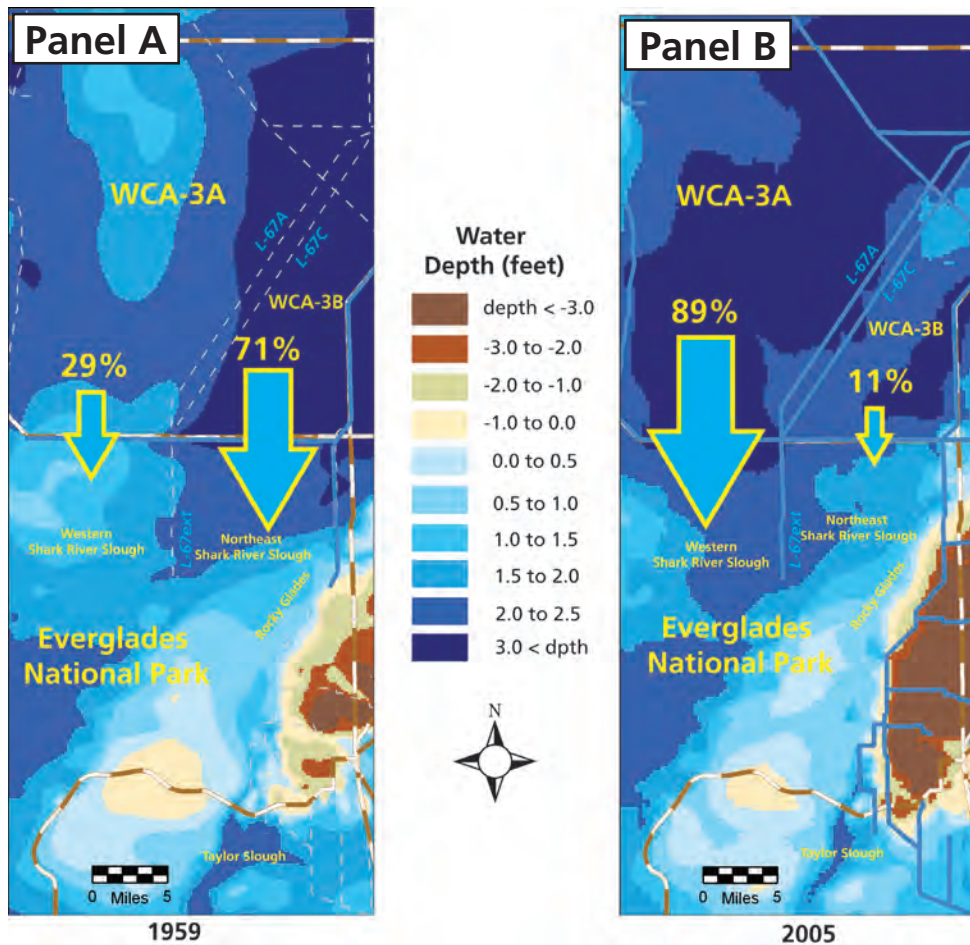 Panel A
WCA-3A
L-67A
L-67C
WCA-3B
29%
71%
Western
Shark River Slough
L-67ext
Northeast
Shark River Slough
Rocky Glades
Everglades
National Park
Taylor Slough
0 Miles 5
1959
Water
Depth (feet)
depth < -3.0
-3.0 to -2.0
-2.0 to -1.0
-1.0 to 0.0
0.0 to 0.5
0.5 to 1.0
1.0 to 1.5
1.5 to 2.0
2.0 to 2.5
3.0 < dpth
N
Panel B
WCA-3A
L-67A
L-67C
WCA-3B
89%
11%
Western
Shark River Slough
L-67ext
Northeast
Shark River Slough
Rocky Glades
Everglades
National Park
Taylor Slough
0 Miles 5
2005